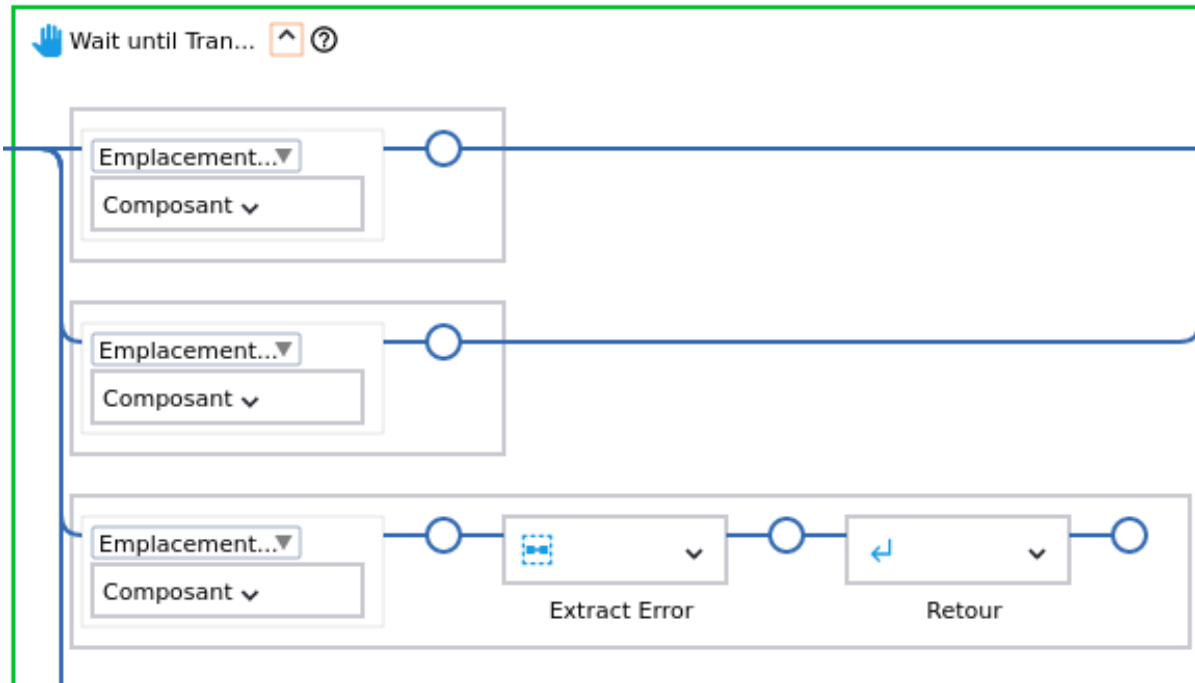 Wait until Tran...
Emplacement...
Composant
Emplacement...
Composant
Emplacement...
Composant
Extract Error
Retour